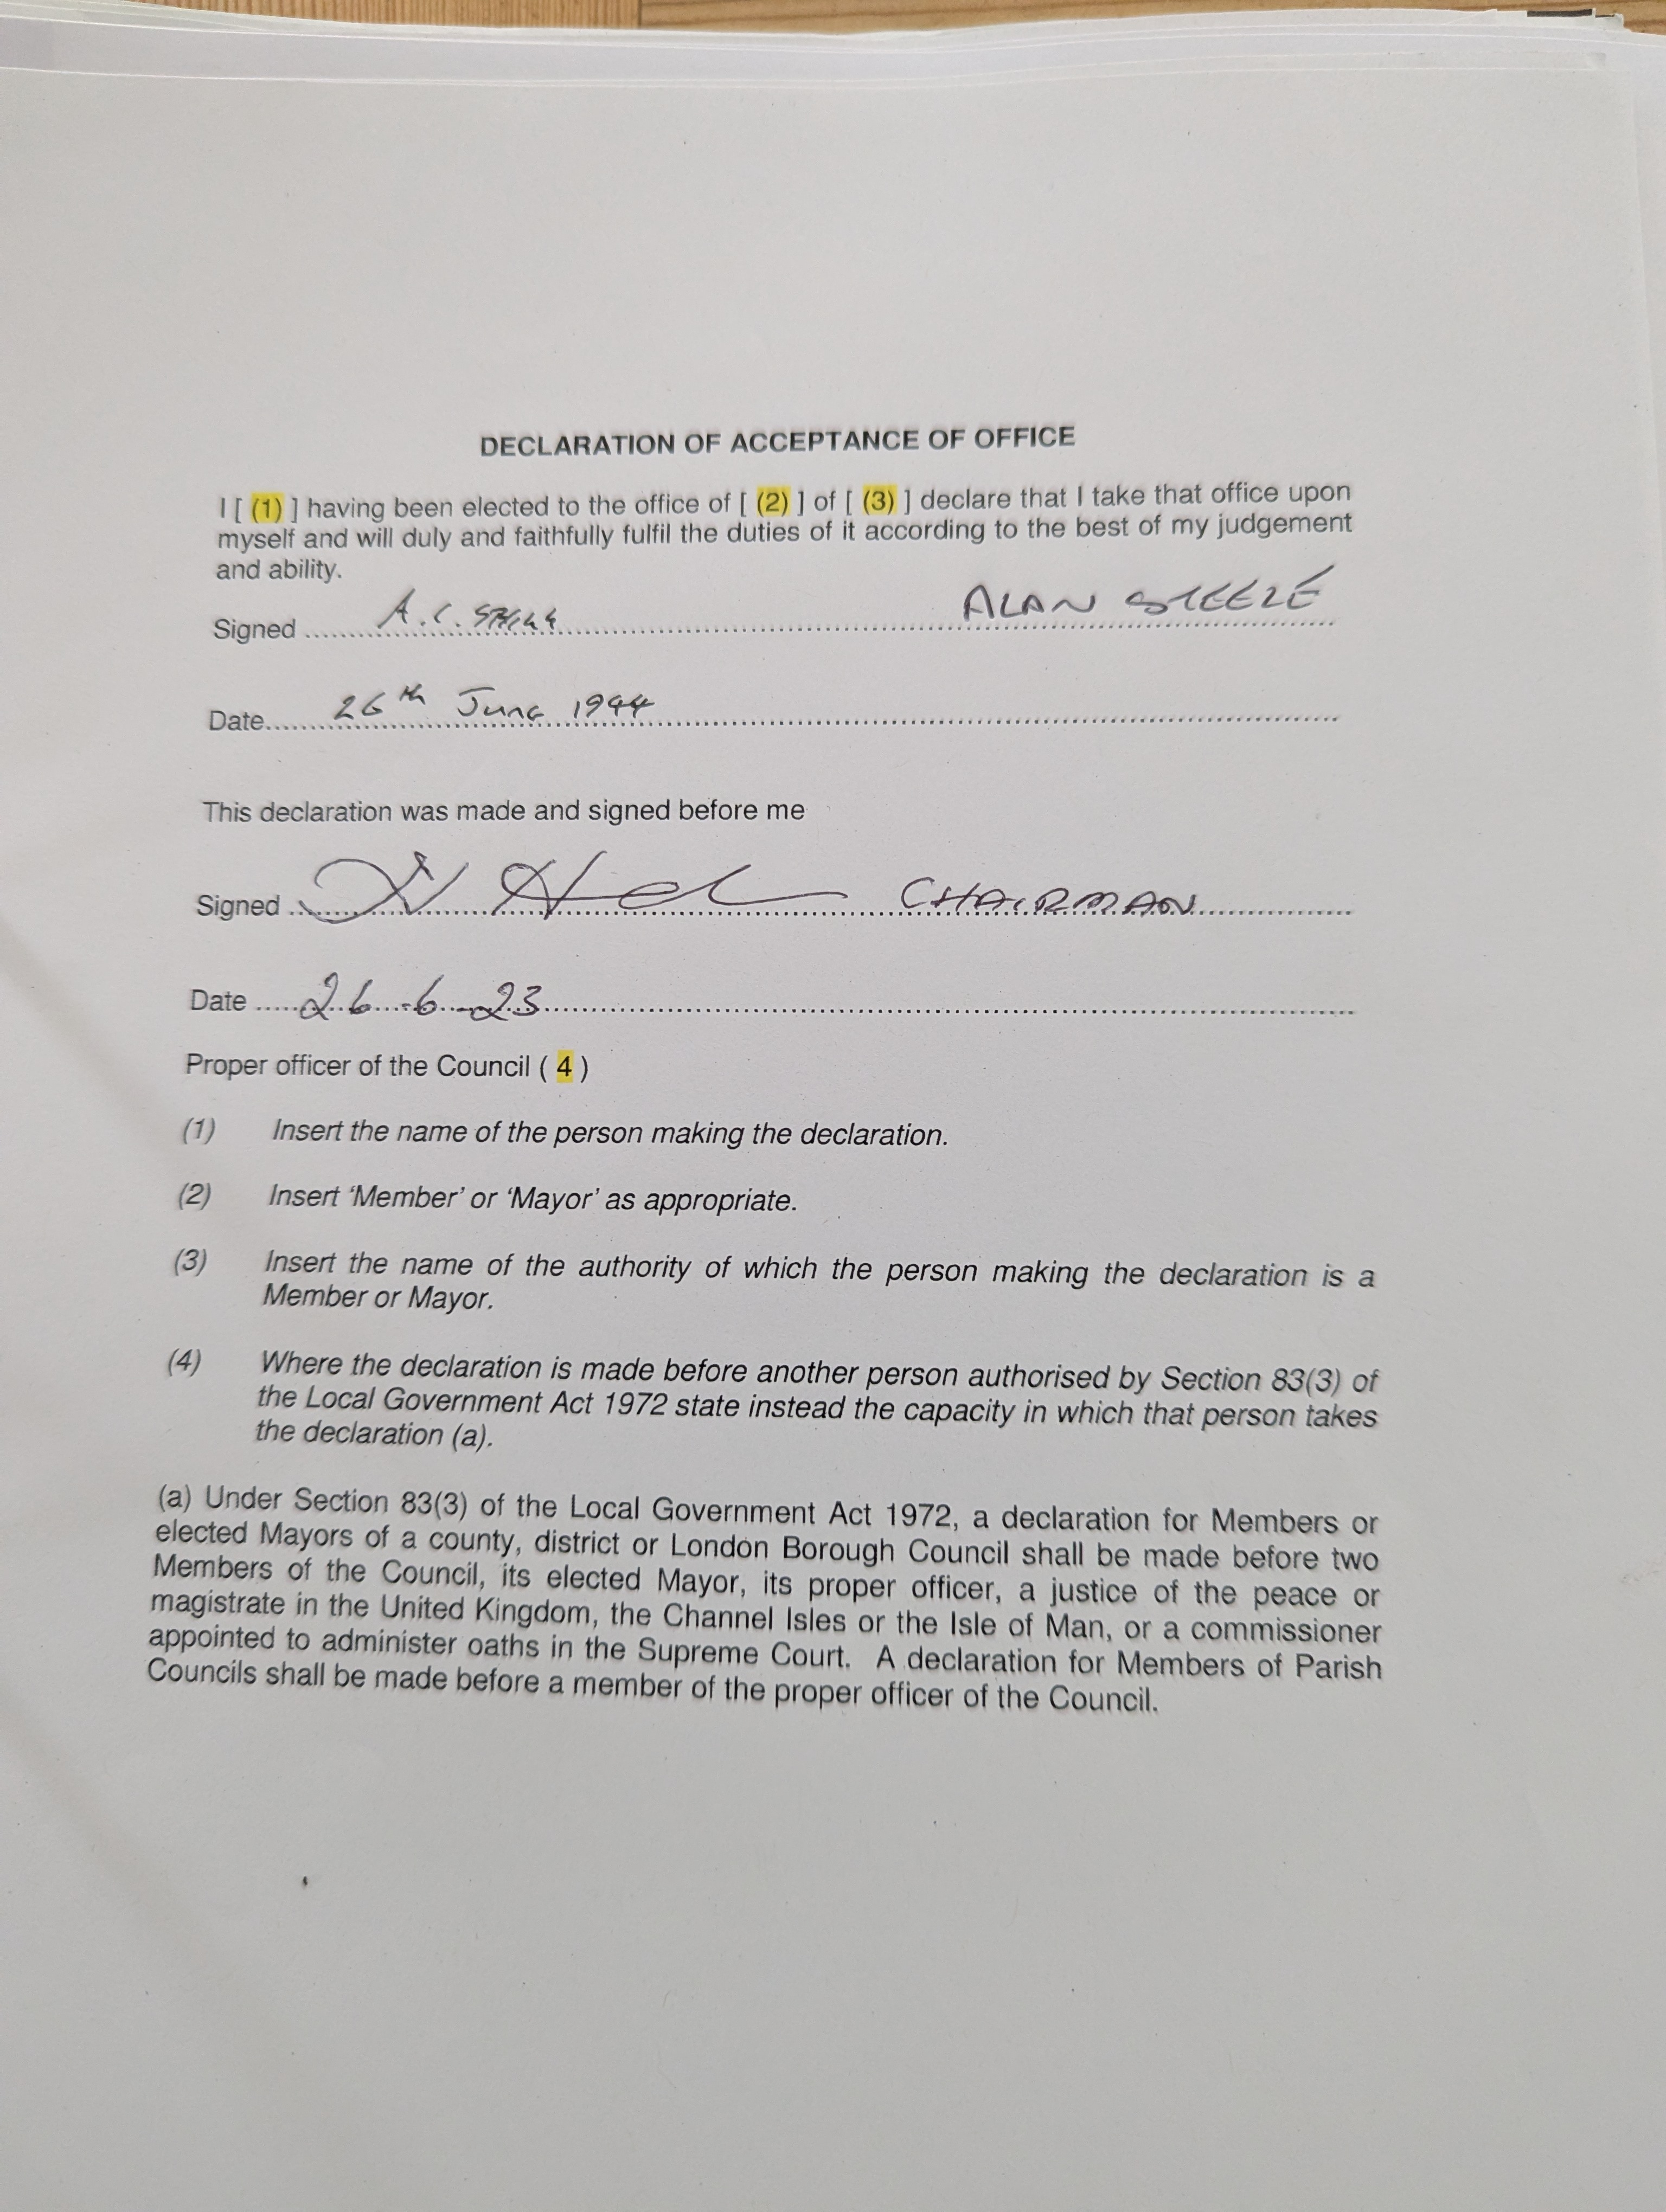 DECLARATION OF ACCEPTANCE OF OFFICE
I [ (1) ] having been elected to the office of [ (2) ] of [ (3) ] declare that I take that office upon
myself and will duly and faithfully fulfil the duties of it according to the best of my judgement
and ability.
Signed A.C. ALAN STEELE
Date 26th June 1944
This declaration was made and signed before me
Signed CHAIRMAN
Date 26-6-23
Proper officer of the Council ( 4 )
(1) Insert the name of the person making the declaration.
(2) Insert ‘Member’ or ‘Mayor’ as appropriate.
(3) Insert the name of the authority of which the person making the declaration is a
Member or Mayor.
(4) Where the declaration is made before another person authorised by Section 83(3) of
the Local Government Act 1972 state instead the capacity in which that person takes
the declaration (a).
(a) Under Section 83(3) of the Local Government Act 1972, a declaration for Members or
elected Mayors of a county, district or London Borough Council shall be made before two
Members of the Council, its elected Mayor, its proper officer, a justice of the peace or
magistrate in the United Kingdom, the Channel Isles or the Isle of Man, or a commissioner
appointed to administer oaths in the Supreme Court. A declaration for Members of Parish
Councils shall be made before a member of the proper officer of the Council.